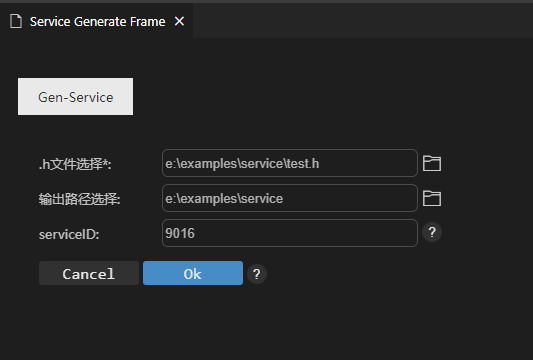 Service Generate Frame
Gen-Service
.h文件选择*: e:\examples\service\test.h
输出路径选择: e:\examples\service
serviceID: 9016 ?
Cancel Ok ?